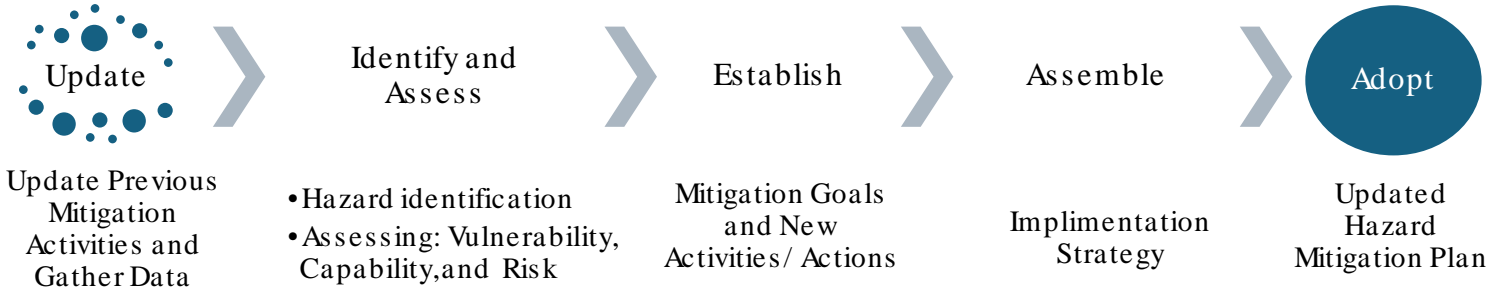 Update
Update Previous
Mitigation
Activities and
Gather Data
Identify and
Assess
•Hazard identification
•Assessing: Vulnerability,
Capability,and Risk
Establish
Mitigation Goals
and New
Activities/ Actions
Assemble
Implimentation
Strategy
Adopt
Updated
Hazard
Mitigation Plan